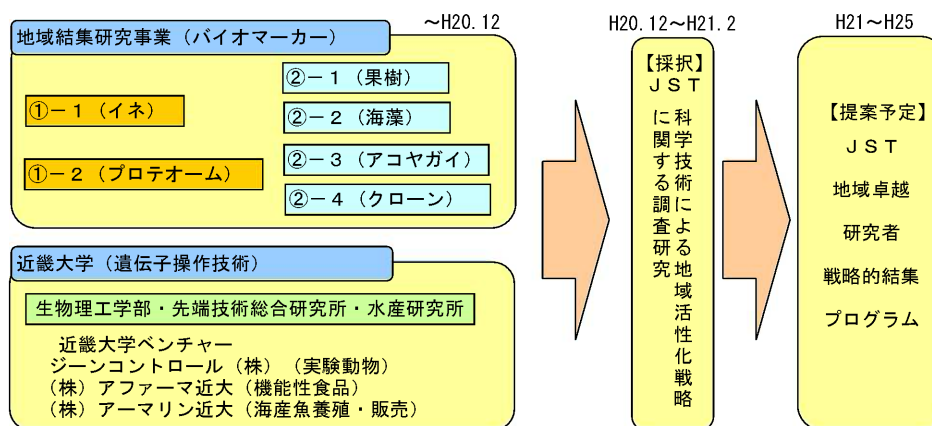 ～H20.12
地域結集研究事業（バイオマーカー）
①－１（イネ）
①－２（プロテオーム）
②－１（果樹）
②－２（海藻）
②－３（アコヤガイ）
②－４（クローン）
近畿大学（遺伝子操作技術）
生物理工学部・先端技術総合研究所・水産研究所
近畿大学ベンチャー
ジーンコントロール（株）（実験動物）
（株）アファーマ近大（機能性食品）
（株）アーマリン近大（海産魚養殖・販売）
H20.12～H21.2
【採択】
ＪＳＴ
科学技術による地域活性化戦略
に関する調査研究
H21～H25
【提案予定】
ＪＳＴ
地域卓越
研究者
戦略的結集
プログラム